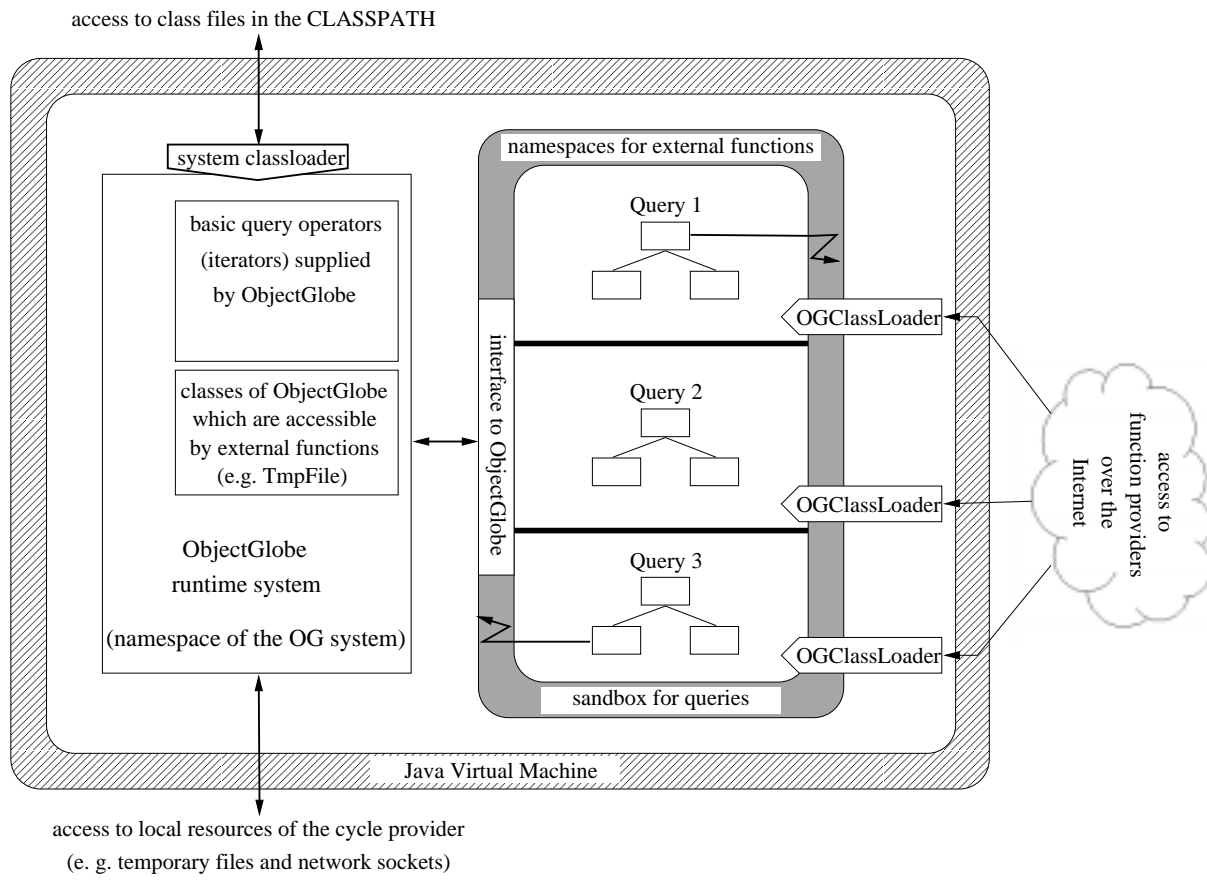 access to class files in the CLASSPATH
system classloader
basic query operators
(iterators) supplied
by ObjectGlobe
classes of ObjectGlobe
which are accessible
by external functions
(e.g. TmpFile)
ObjectGlobe
runtime system
(namespace of the OG system)
namespaces for external functions
interface to ObjectGlobe
Query 1
OGClassLoader
Query 2
OGClassLoader
Query 3
OGClassLoader
sandbox for queries
access to
function providers
over the
Internet
Java Virtual Machine
access to local resources of the cycle provider
(e. g. temporary files and network sockets)